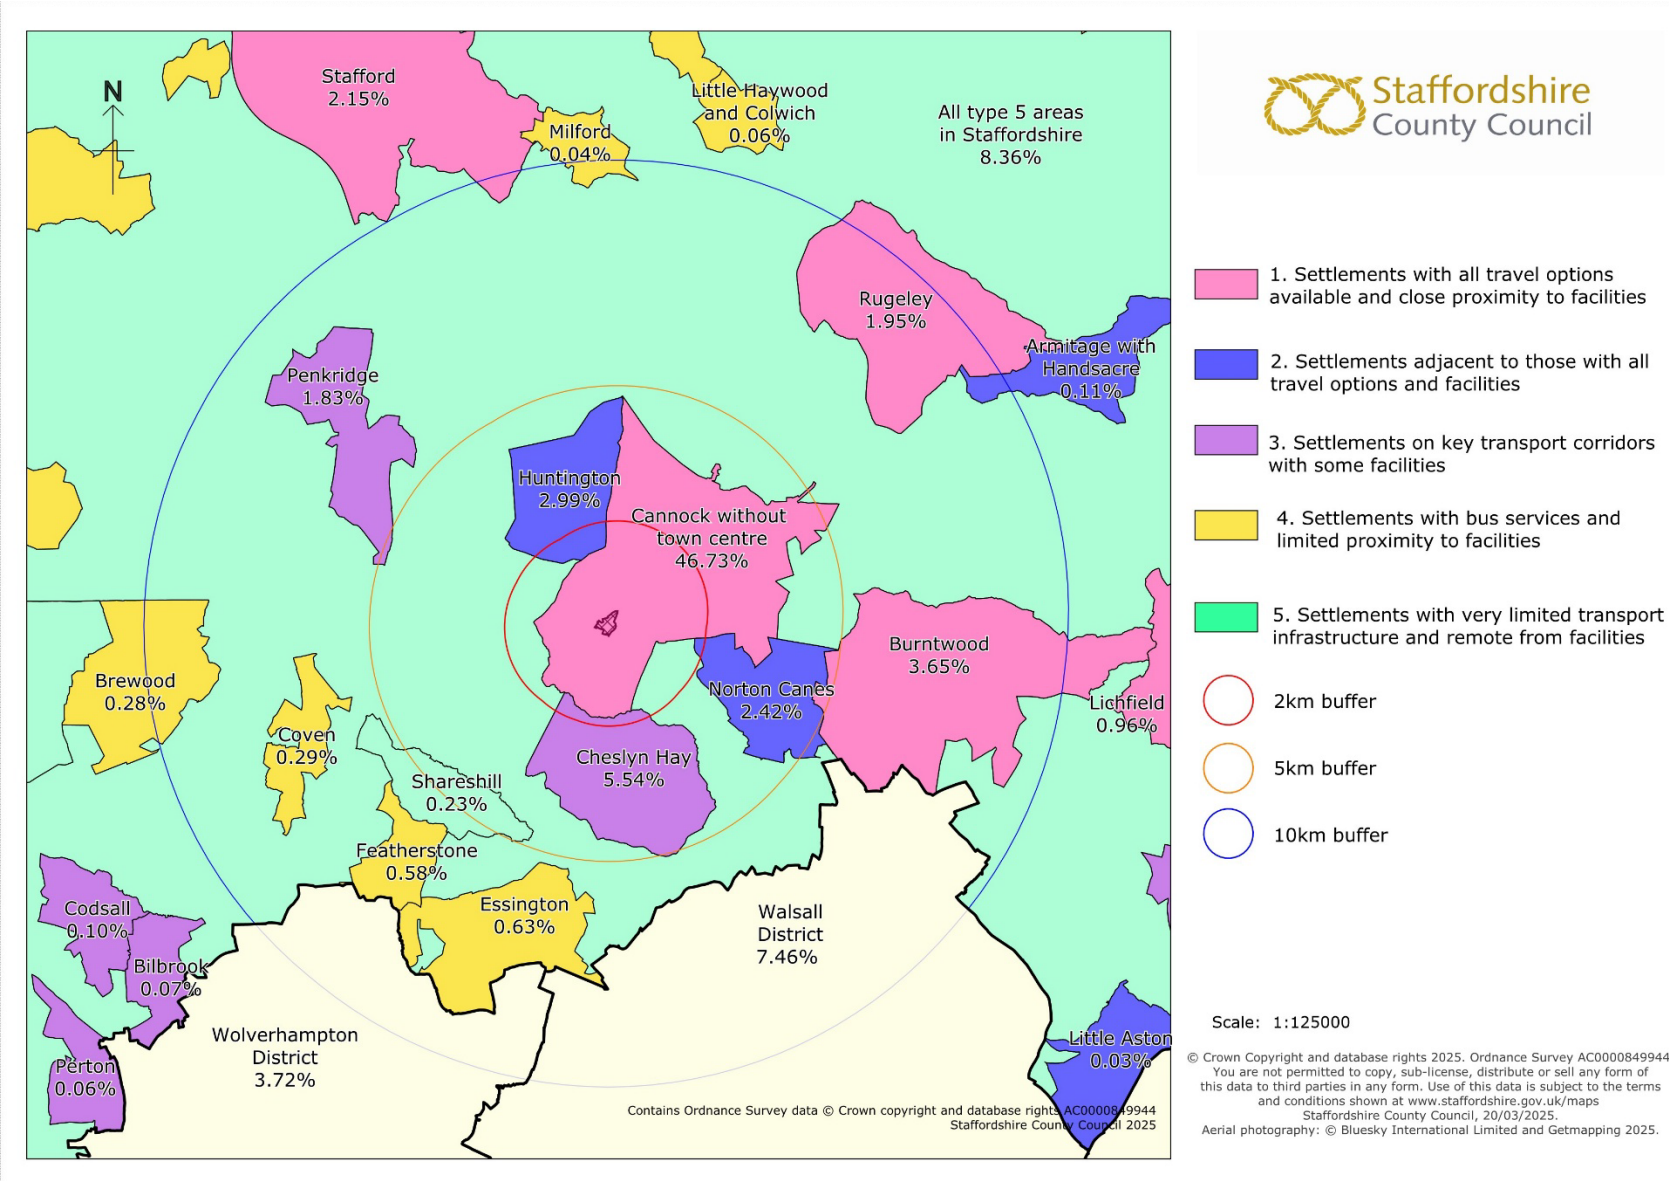 N
Stafford
2.15%
Milford
0.04%
Little Haywood
and Colwich
0.06%
All type 5 areas
in Staffordshire
8.36%
Rugeley
1.95%
Armitage with
Handsacre
0.11%
Penkridge
1.83%
Huntington
2.99%
Cannock without
town centre
46.73%
Burntwood
3.65%
Lichfield
0.96%
Norton Canes
2.42%
Brewood
0.28%
Coven
0.29%
Shareshill
0.23%
Cheslyn Hay
5.54%
Featherstone
0.58%
Essington
0.63%
Walsall
District
7.46%
Codsall
0.10%
Bilbrook
0.07%
Perton
0.06%
Wolverhampton
District
3.72%
Little Aston
0.03%
Contains Ordnance Survey data © Crown copyright and database rights AC0000849944
Staffordshire County Council 2025
Staffordshire
County Council
1. Settlements with all travel options
available and close proximity to facilities
2. Settlements adjacent to those with all
travel options and facilities
3. Settlements on key transport corridors
with some facilities
4. Settlements with bus services and
limited proximity to facilities
5. Settlements with very limited transport
infrastructure and remote from facilities
2km buffer
5km buffer
10km buffer
Scale: 1:125000
© Crown Copyright and database rights 2025. Ordnance Survey AC0000849944
You are not permitted to copy, sub-license, distribute or sell any form of
this data to third parties in any form. Use of this data is subject to the terms
and conditions shown at www.staffordshire.gov.uk/maps
Staffordshire County Council, 20/03/2025.
Aerial photography: © Bluesky International Limited and Getmapping 2025.